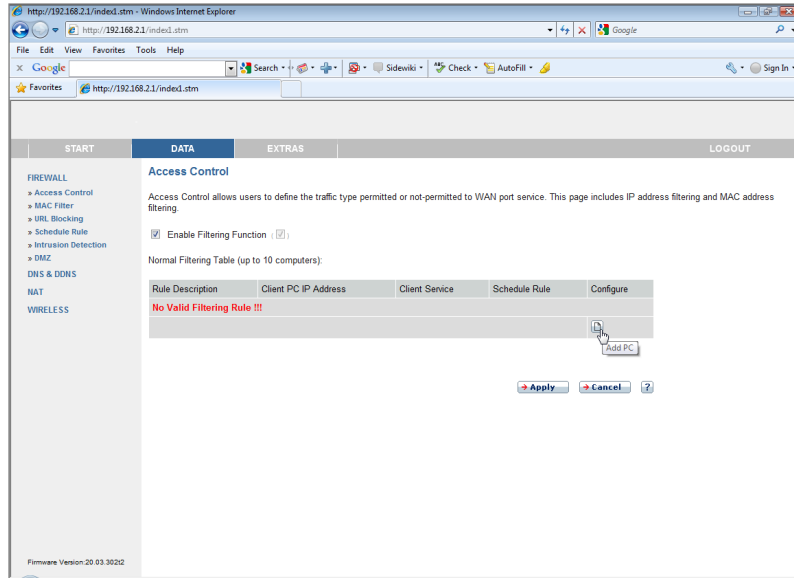 http://192.168.2.1/index1.stm - Windows Internet Explorer
http://192.168.2.1/index1.stm
Google
File Edit View Favorites Tools Help
x Google Search Sidewiki Check AutoFill Sign In
Favorites http://192.168.2.1/index1.stm
START DATA EXTRAS LOGOUT
FIREWALL
» Access Control
» MAC Filter
» URL Blocking
» Schedule Rule
» Intrusion Detection
» DMZ
DNS & DDNS
NAT
WIRELESS
Access Control
Access Control allows users to define the traffic type permitted or not-permitted to WAN port service. This page includes IP address filtering and MAC address
filtering.
Enable Filtering Function ( )
Normal Filtering Table (up to 10 computers):
Rule Description Client PC IP Address Client Service Schedule Rule Configure
No Valid Filtering Rule !!!
Add PC
Apply Cancel ?
Firmware Version:20.03.302t2